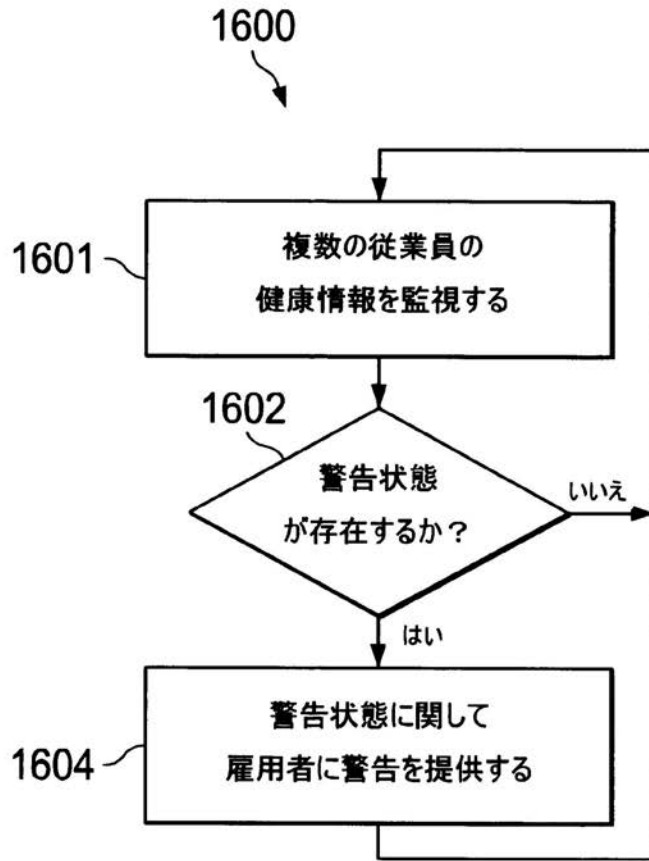 1600
1601
複数の従業員の
健康情報を監視する
1602
警告状態
が存在するか？
いいえ
はい
1604
警告状態に関して
雇用者に警告を提供する